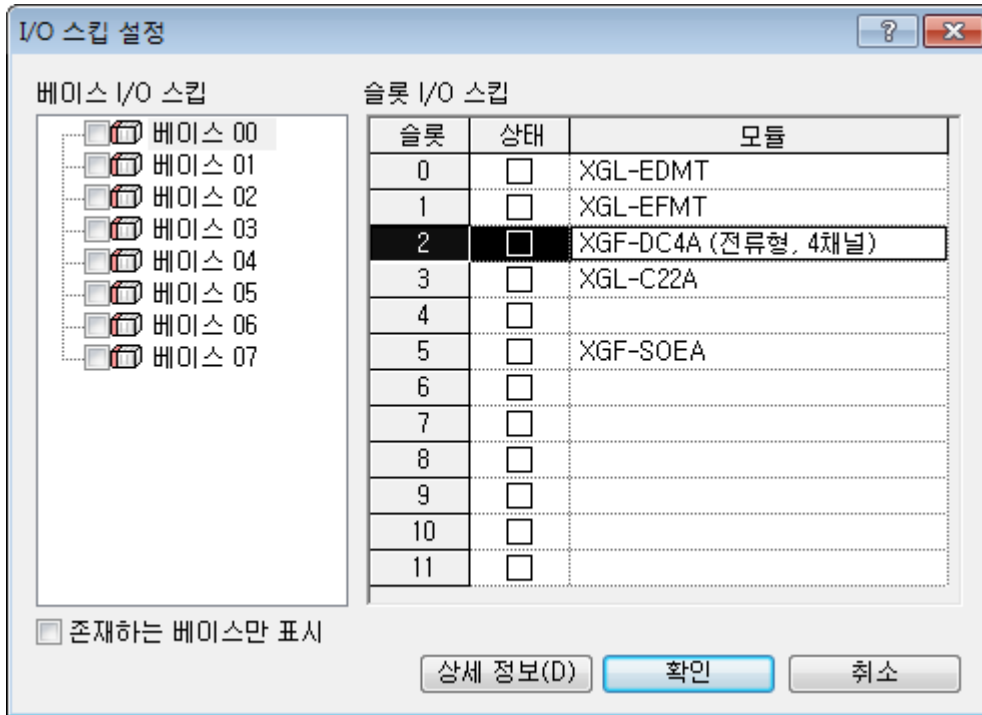 I/O 스킵 설정
베이스 I/O 스킵
베이스 00
베이스 01
베이스 02
베이스 03
베이스 04
베이스 05
베이스 06
베이스 07
존재하는 베이스만 표시
슬롯 I/O 스킵
슬롯 상태 모듈
0 XGL-EDMT
1 XGL-EFMT
2 XGF-DC4A (전류형, 4채널)
3 XGL-C22A
4
5 XGF-SOEA
6
7
8
9
10
11
상세 정보(D) 확인 취소